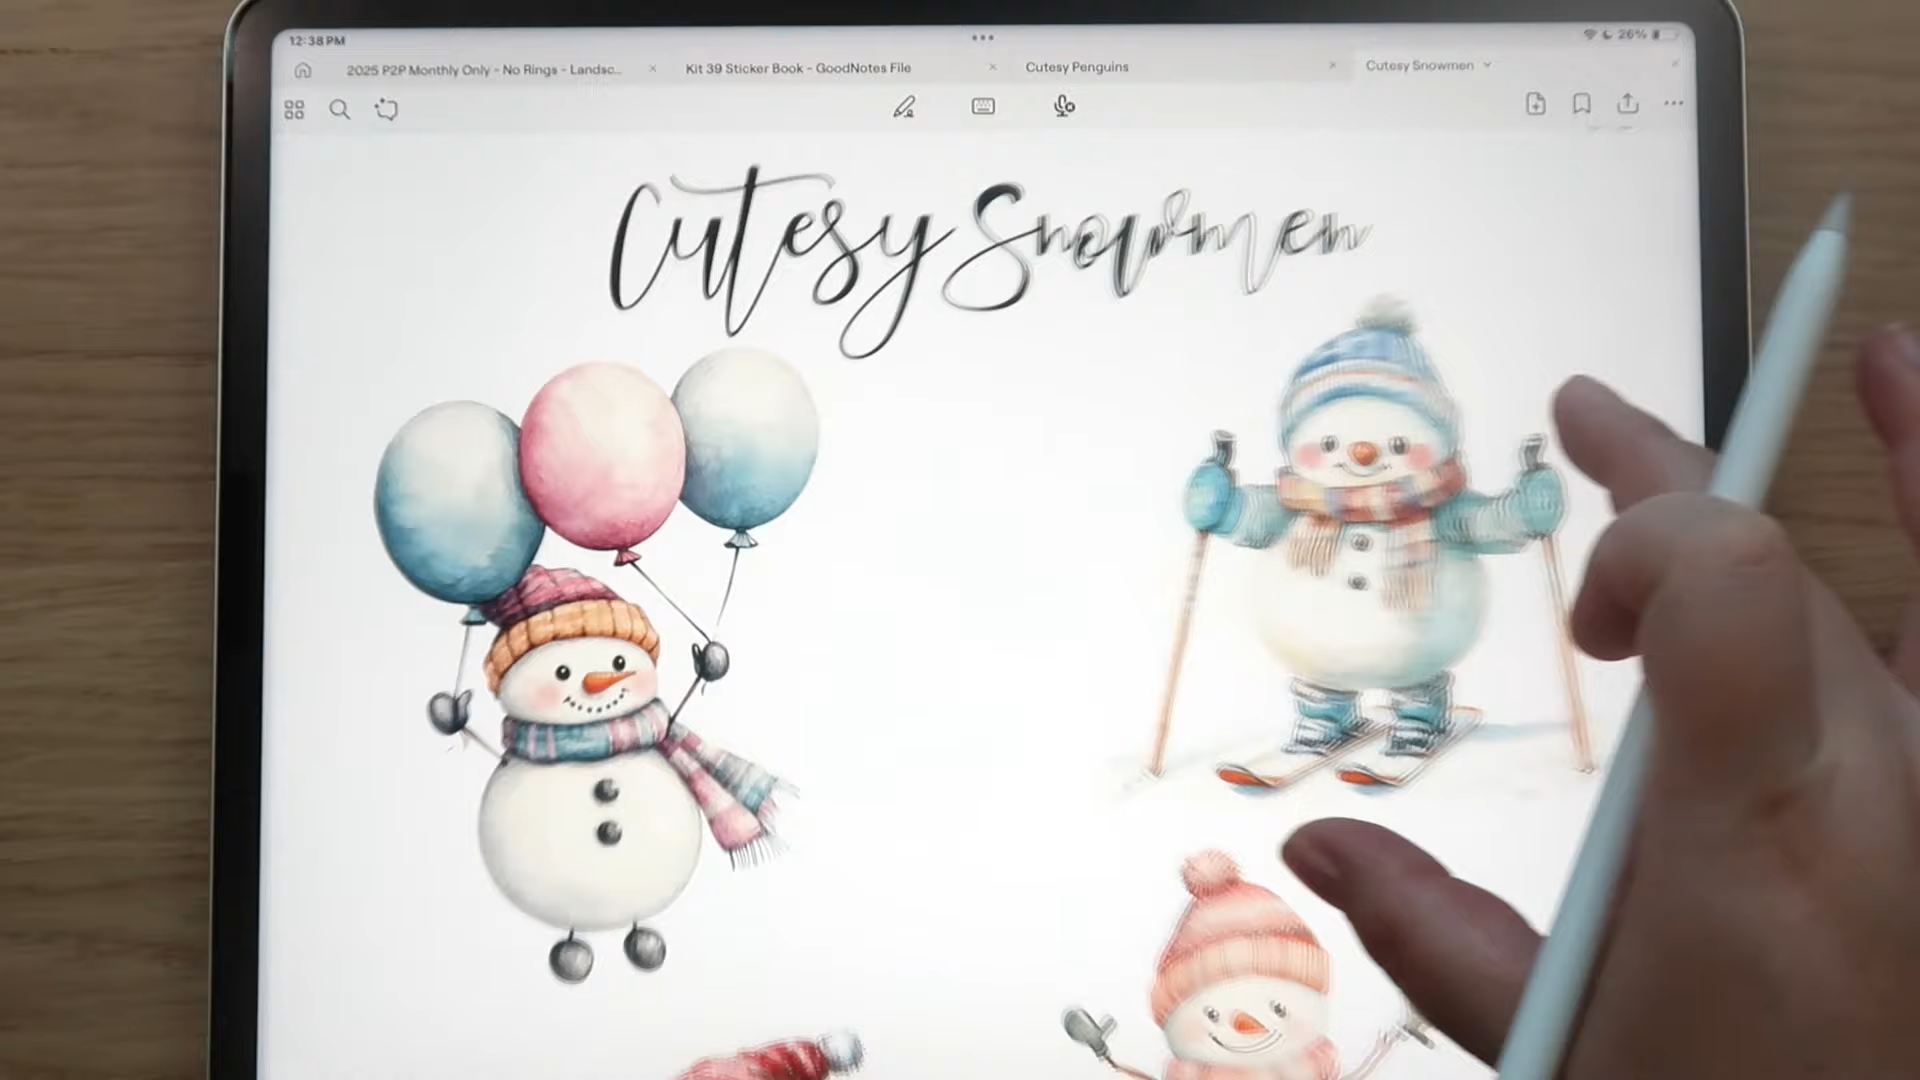 12:38 PM
26%
2025 P2P Monthly Only - No Rings - Landsc...
Kit 39 Sticker Book - GoodNotes File
Cutesy Penguins
Cutesy Snowmen
Cutesy Snowmen